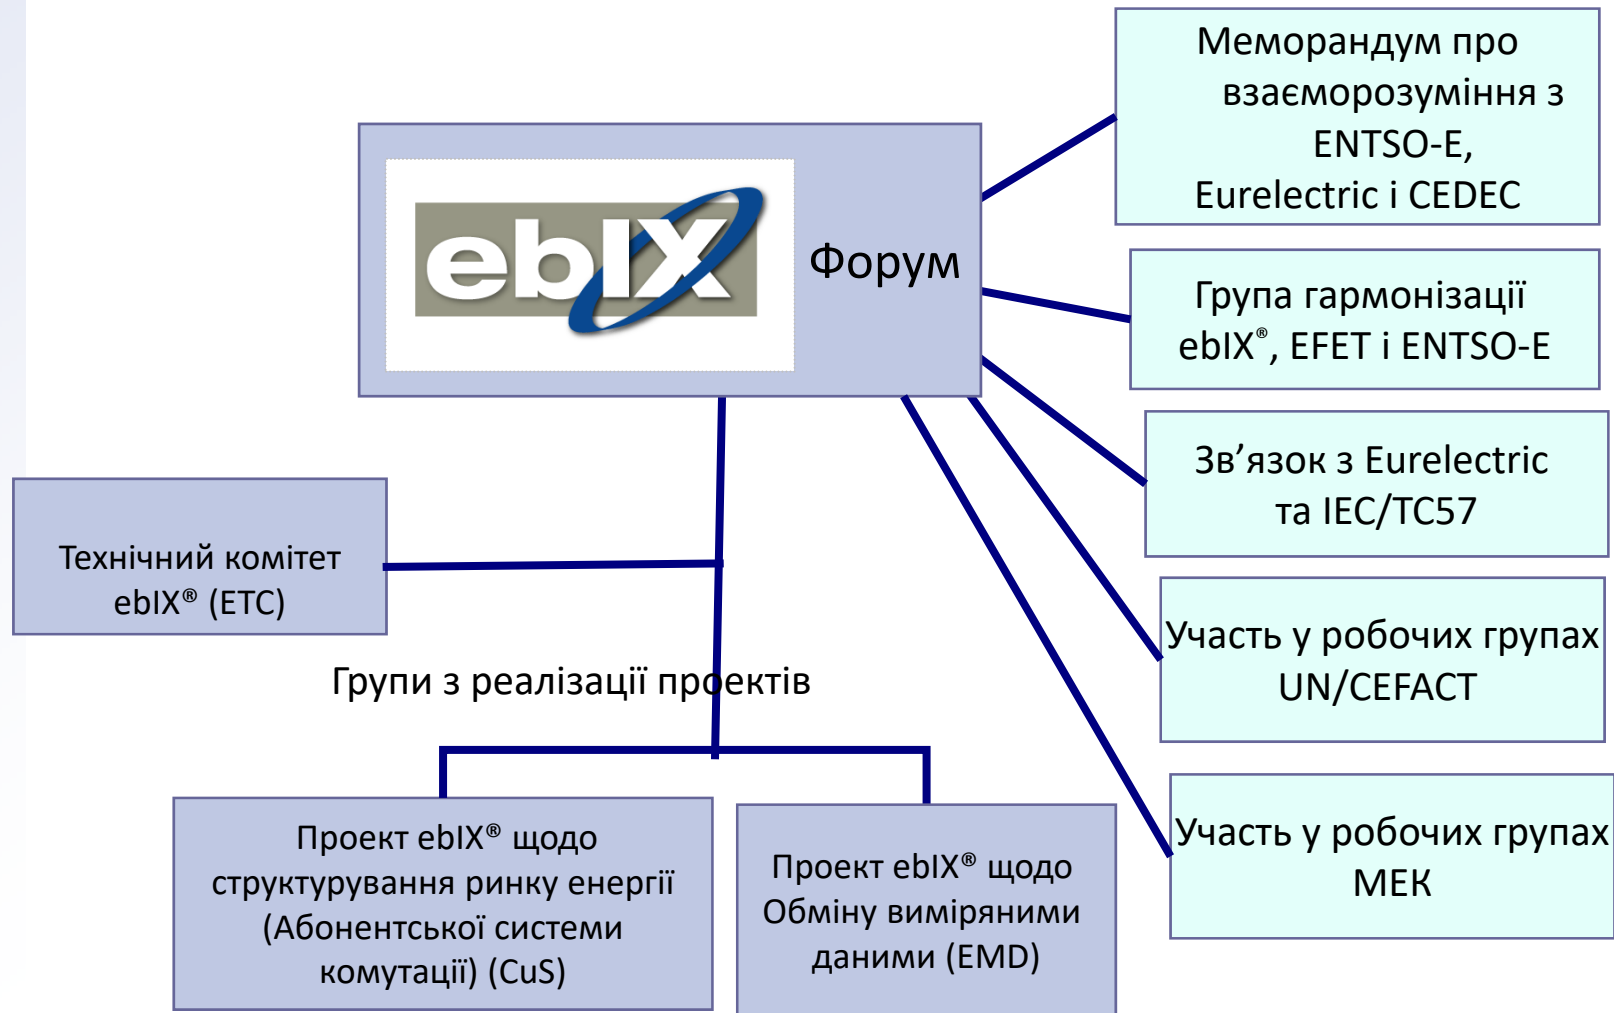 Меморандум про
взаєморозуміння з
ENTSO-E,
Eurelectric і CEDEC
ebIX
Форум
Група гармонізації
ebIX®, EFET і ENTSO-E
Зв’язок з Eurelectric
та IEC/TC57
Технічний комітет
ebIX® (ETC)
Участь у робочих групах
UN/CEFACT
Групи з реалізації проектів
Участь у робочих групах
МЕК
Проект ebIX® щодо
структурування ринку енергії
(Абонентської системи
комутації) (CuS)
Проект ebIX® щодо
Обміну виміряними
даними (EMD)